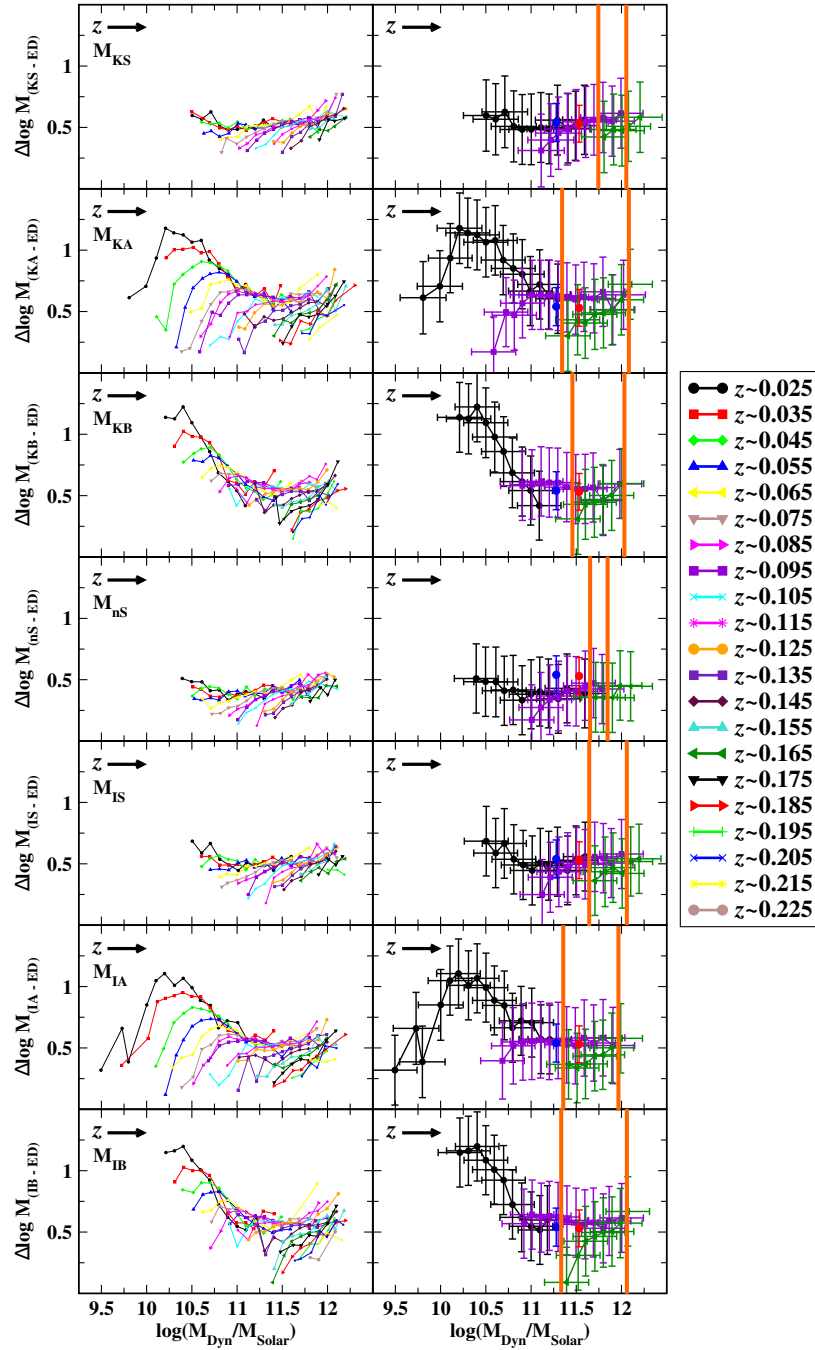 z z
M_KS
1
0.5
Δlog M_(KS - ED)
z z
M_KA
1
0.5
Δlog M_(KA - ED)
z z
M_KB
1
0.5
Δlog M_(KB - ED)
z z
M_nS
1
0.5
Δlog M_(nS - ED)
z z
M_IS
1
0.5
Δlog M_(IS - ED)
z z
M_IA
1
0.5
Δlog M_(IA - ED)
z z
M_IB
1
0.5
Δlog M_(IB - ED)
9.5 10 10.5 11 11.5 12 9.5 10 10.5 11 11.5 12
log(M_Dyn/M_Solar) log(M_Dyn/M_Solar)
z~0.025
z~0.035
z~0.045
z~0.055
z~0.065
z~0.075
z~0.085
z~0.095
z~0.105
z~0.115
z~0.125
z~0.135
z~0.145
z~0.155
z~0.165
z~0.175
z~0.185
z~0.195
z~0.205
z~0.215
z~0.225